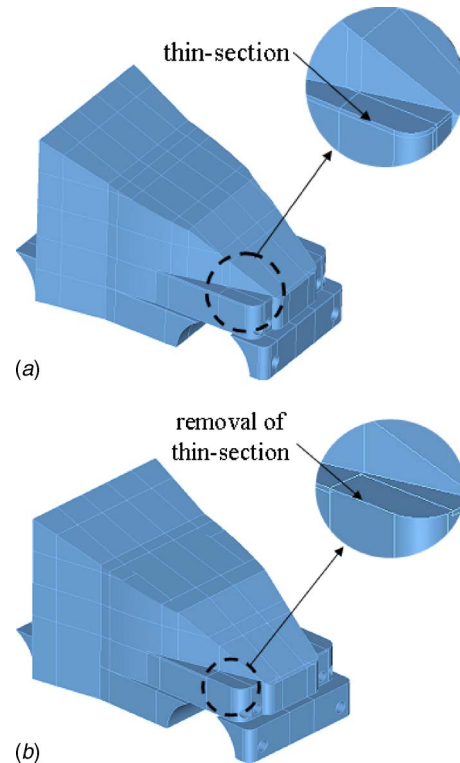 thin-section
(a)
removal of
thin-section
(b)